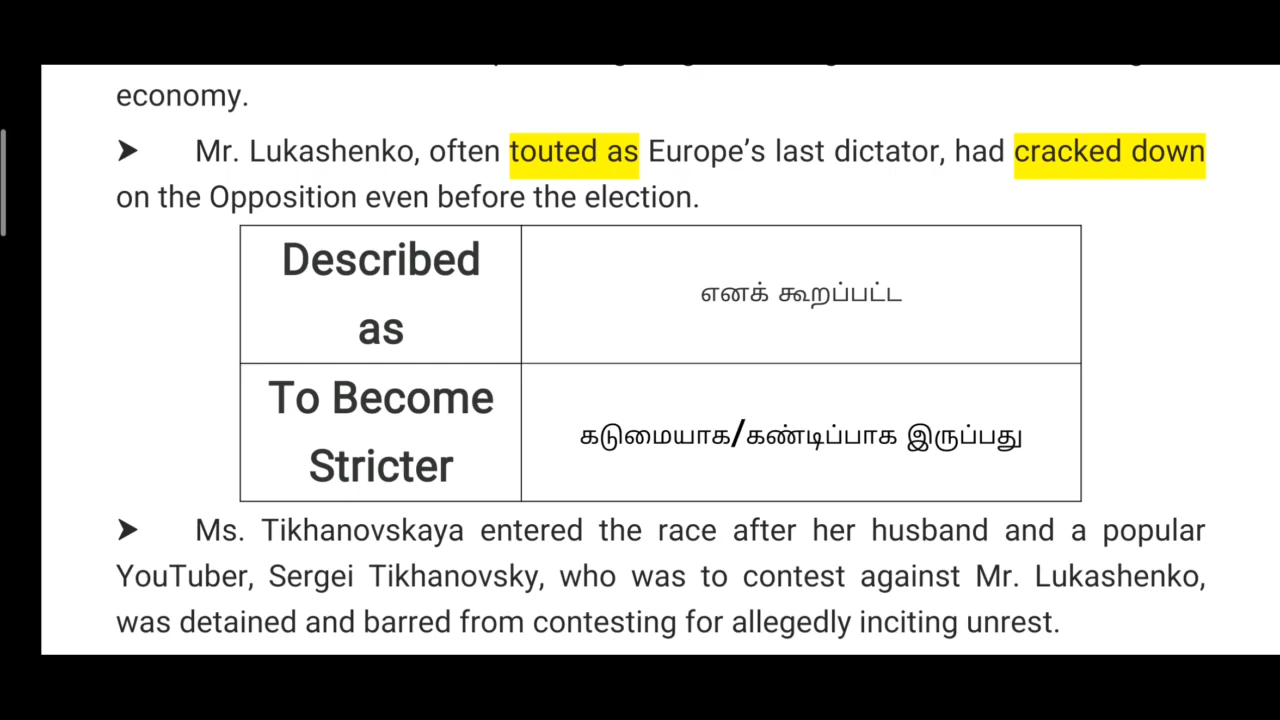 economy.
➤ Mr. Lukashenko, often touted as Europe’s last dictator, had cracked down
on the Opposition even before the election.
Described
as
எனக் கூறப்பட்ட
To Become
Stricter
கடுமையாக/கண்டிப்பாக இருப்பது
➤ Ms. Tikhanovskaya entered the race after her husband and a popular
YouTuber, Sergei Tikhanovsky, who was to contest against Mr. Lukashenko,
was detained and barred from contesting for allegedly inciting unrest.